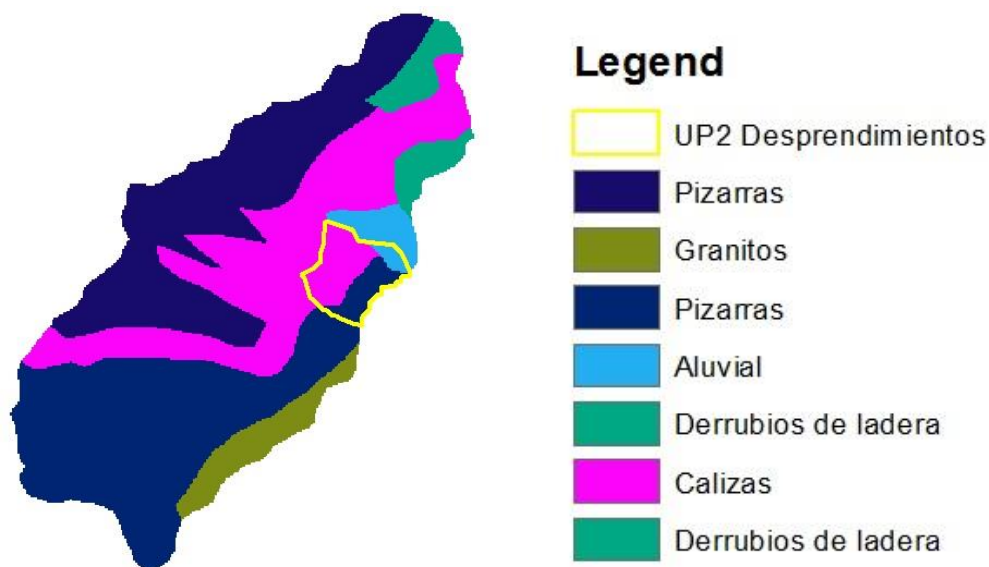 Legend
UP2 Desprendimientos
Pizarras
Granitos
Pizarras
Aluvial
Derrubios de ladera
Calizas
Derrubios de ladera